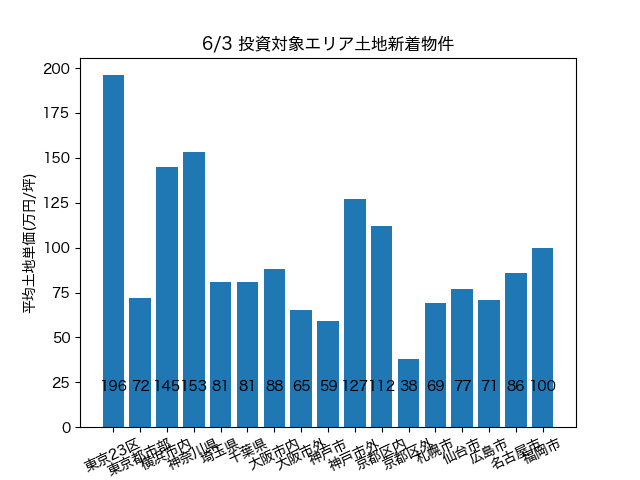 6/3 投資対象エリア土地新着物件
平均土地単価(万円/坪)
200
175
150
125
100
75
50
25
0
196 72 145 153 81 81 88 65 59 127 112 38 69 77 71 86 100
東京23区
東京都市部
横浜市内
神奈川県
埼玉県
千葉県
大阪市内
大阪市外
神戸市
神戸市外
京都区内
京都区外
札幌市
仙台市
広島市
名古屋市
福岡市